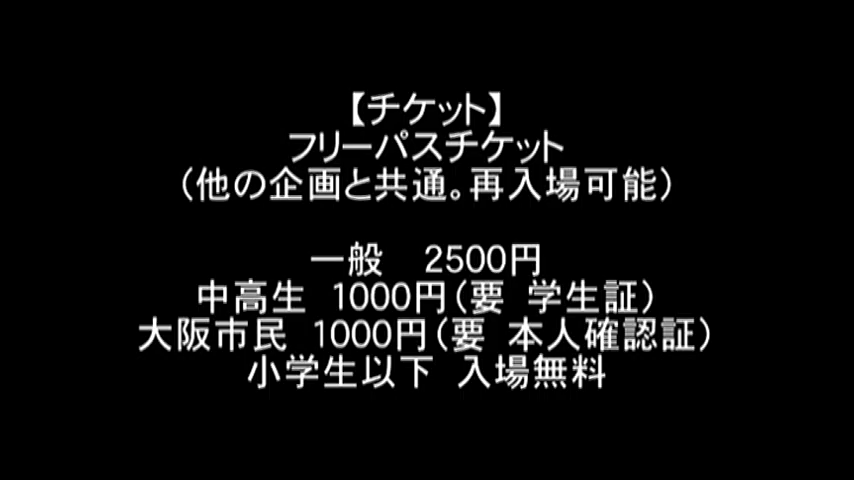 【チケット】
フリーパスチケット
（他の企画と共通。再入場可能）
一般　2500円
中高生　1000円（要　学生証）
大阪市民　1000円（要　本人確認証）
小学生以下　入場無料